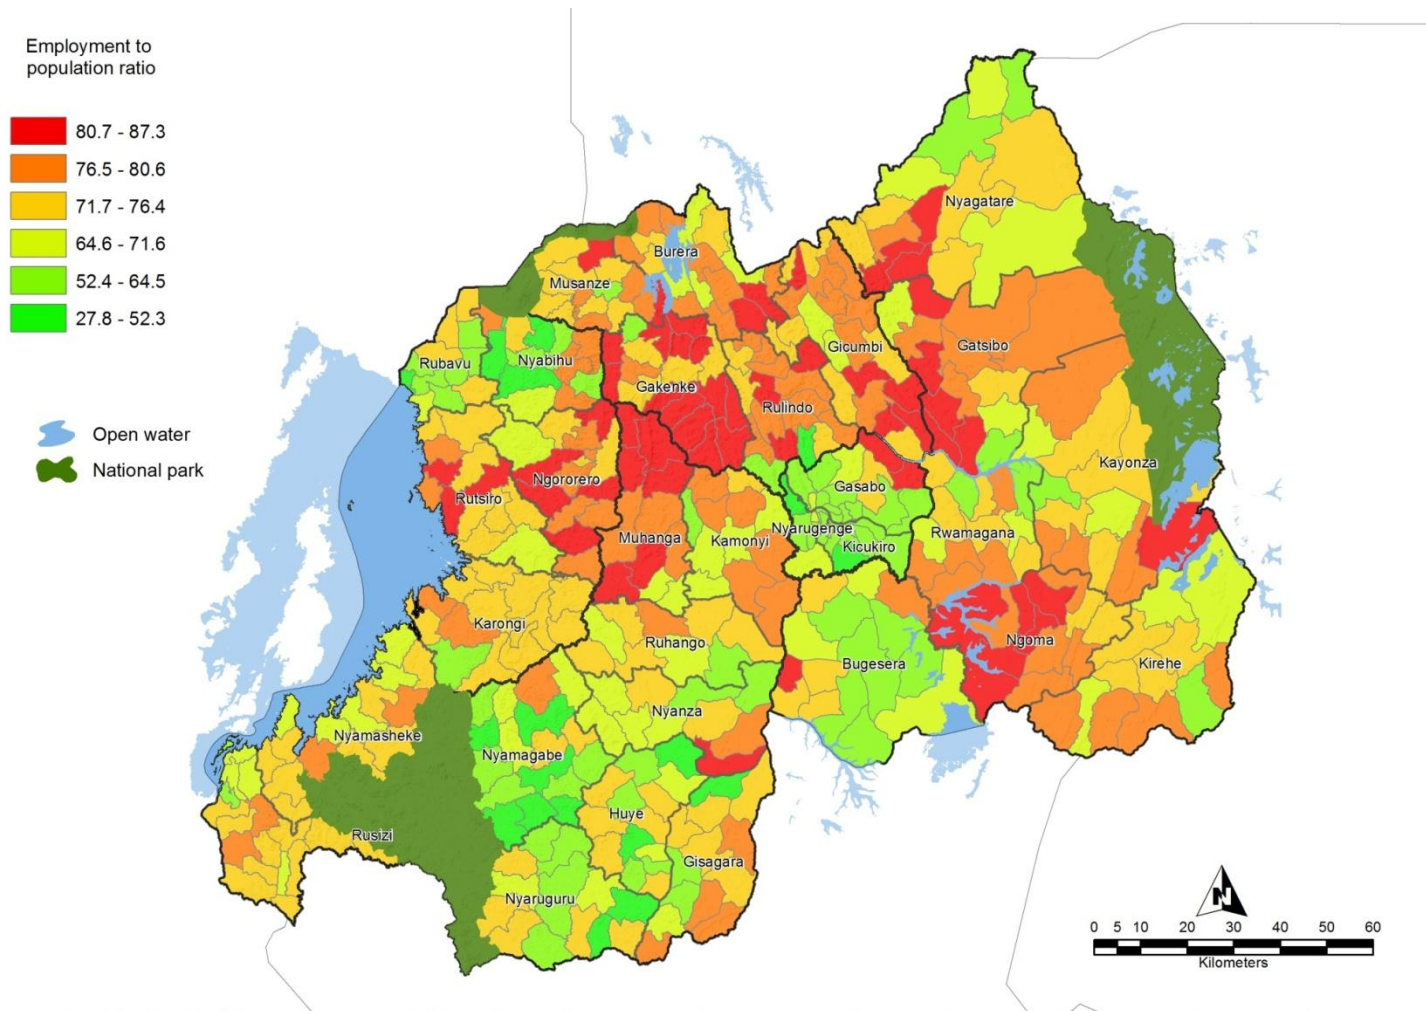 Employment to
population ratio
80.7 - 87.3
76.5 - 80.6
71.7 - 76.4
64.6 - 71.6
52.4 - 64.5
27.8 - 52.3
Open water
National park
Nyagatare
Burera
Musanze
Gatsibo
Gicumbi
Rubavu
Nyabihu
Gakenke
Rulindo
Kayonza
Ngororero
Rutsiro
Gasabo
Nyarugenge
Rwamagana
Muhanga
Kamonyi
Kicukiro
Karongi
Ruhango
Ngoma
Bugesera
Kirehe
Nyanza
Nyamasheke
Nyamagabe
Huye
Rusizi
Gisagara
Nyaruguru
N
0 5 10 20 30 40 50 60
Kilometers